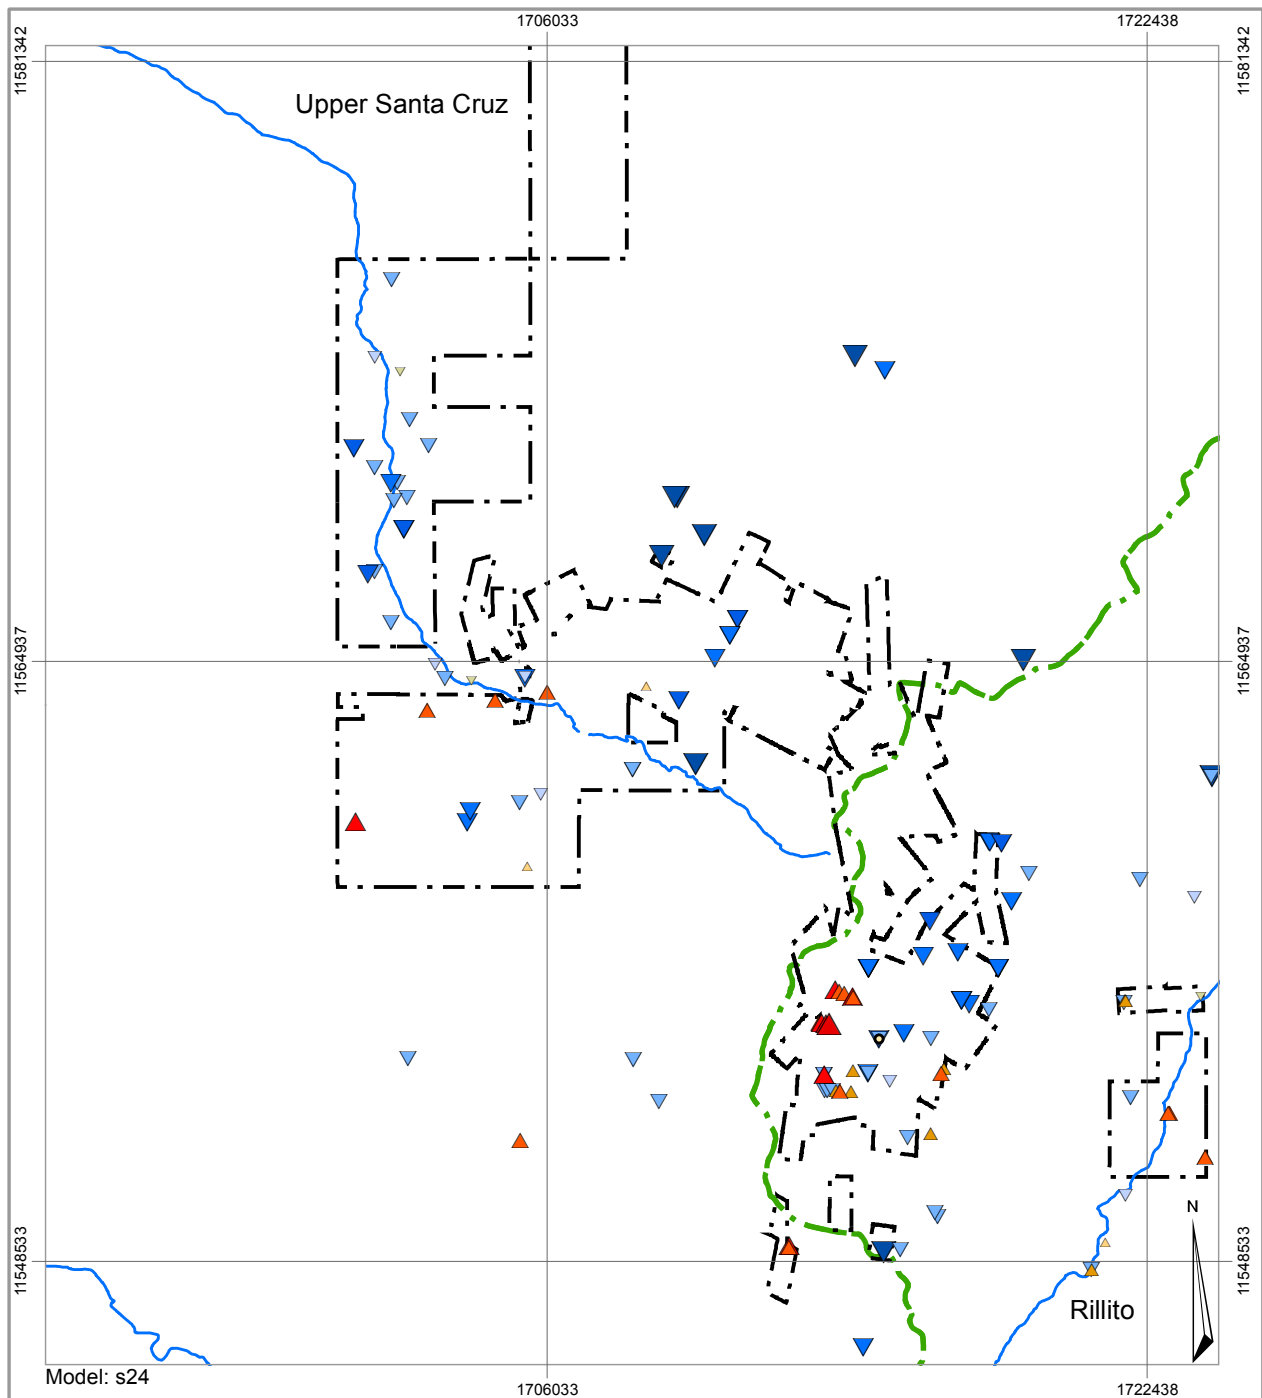 1706033 1722438
11581342 11581342
Upper Santa Cruz
11564937 11564937
N
11548533 11548533
Rillito
Model: s24
1706033 1722438